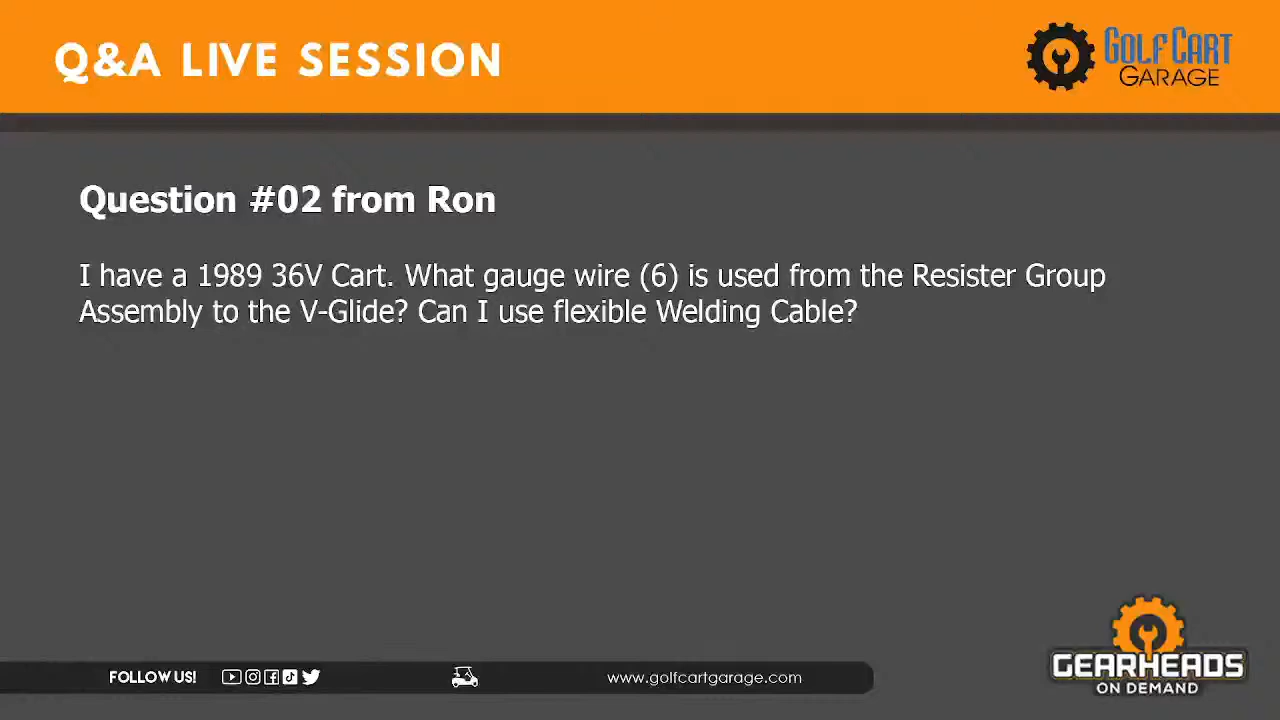 Q&A LIVE SESSION
GOLF CART
GARAGE
Question #02 from Ron
I have a 1989 36V Cart. What gauge wire (6) is used from the Resister Group
Assembly to the V-Glide? Can I use flexible Welding Cable?
FOLLOW US!
www.golfcartgarage.com
GEARHEADS
ON DEMAND